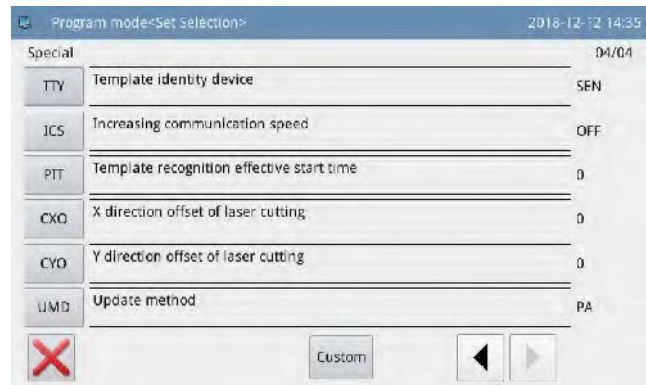 Program mode<Set Selection> 2018-12-12 14:35
Special 04/04
TTY Template identity device SEN
ICS Increasing communication speed OFF
PTT Template recognition effective start time 0
CXO X direction offset of laser cutting 0
CYO Y direction offset of laser cutting 0
UMD Update method PA
Custom